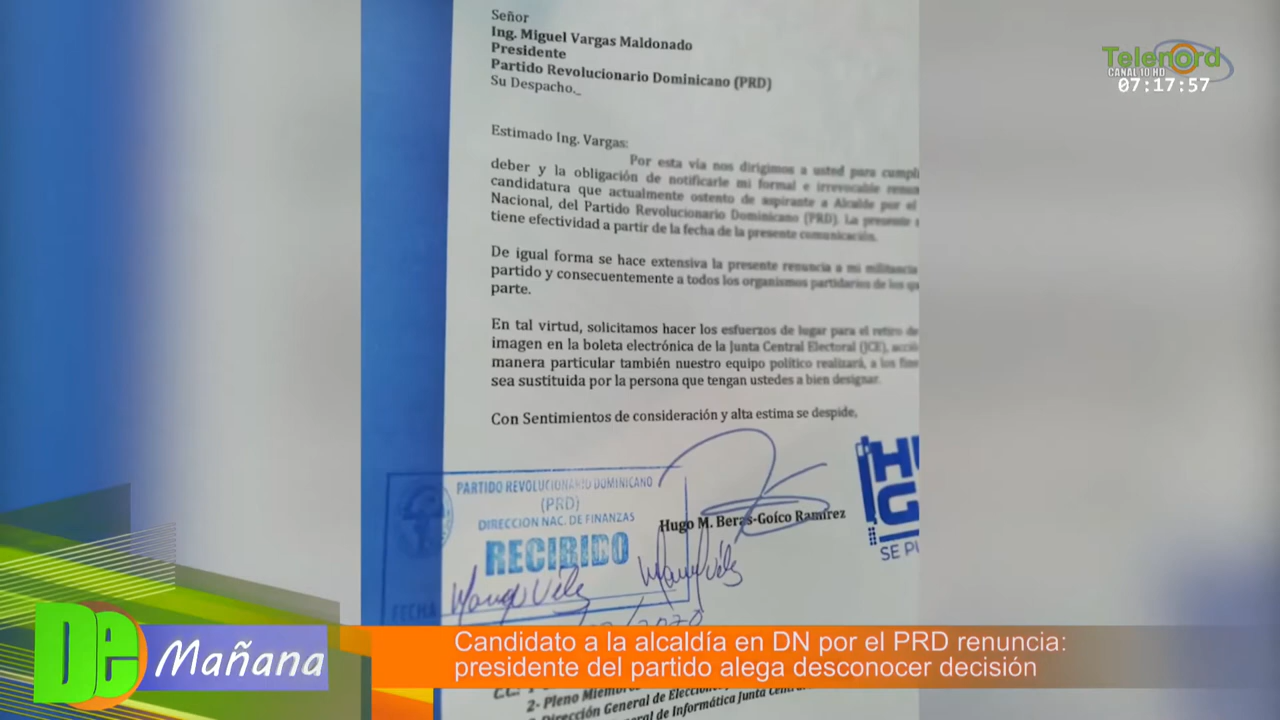 Señor
Ing. Miguel Vargas Maldonado
Presidente
Partido Revolucionario Dominicano (PRD)
Su Despacho._
Telenord
CANAL 10 HD
07:17:57
Estimado Ing. Vargas:
Por esta vía nos dirigimos a usted para
deber y la obligación de notificarle mi formal e irrevocable
candidatura que actualmente ostento de aspirante a Alcalde por el
Nacional, del Partido Revolucionario Dominicano (PRD). La presente
tiene efectividad a partir de la fecha de la presente comunicación.
De igual forma se hace extensiva la presente renuncia a mi militancia
partido y consecuentemente a todos los organismos partidarios de los
parte.
En tal virtud, solicitamos hacer los esfuerzos de lugar para el retiro de
imagen en la boleta electrónica de la Junta Central Electoral (JCE),
manera particular también nuestro equipo político realizará, a los
sea sustituida por la persona que tengan ustedes a bien designar.
Con Sentimientos de consideración y alta estima se despide,
PARTIDO REVOLUCIONARIO DOMINICANO
(PRD)
DIRECCION NAC. DE FINANZAS
RECIBIDO
FECHA
Hugo M. Beras-Goíco Ramírez
SE
De Mañana
Candidato a la alcaldía en DN por el PRD renuncia:
presidente del partido alega desconocer decisión
2- Pleno
Dirección General de
de Informática Junta